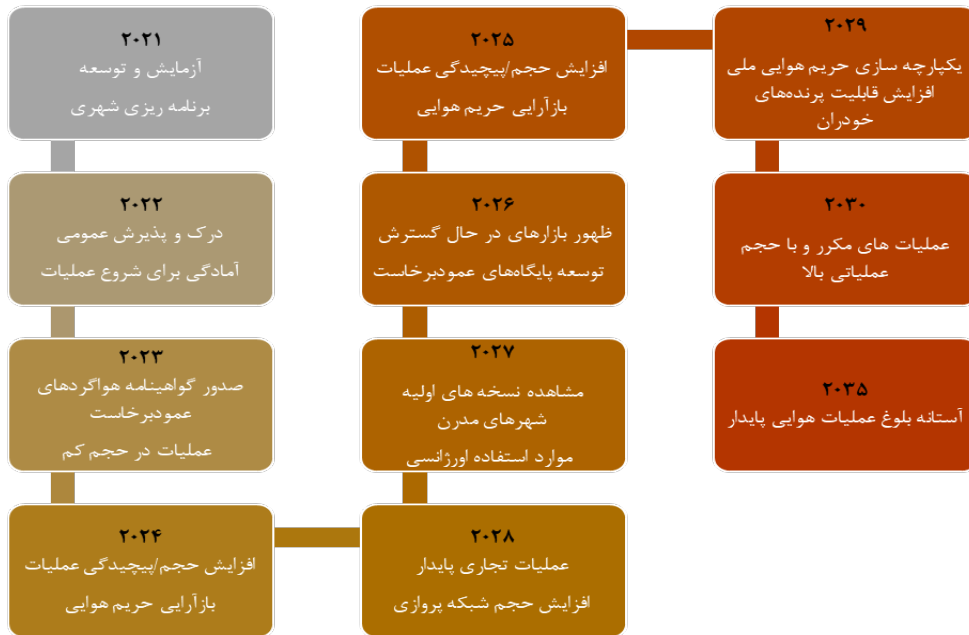 ۲۰۲۱
آزمایش و توسعه
برنامه ریزی شهری
۲۰۲۲
درک و پذیرش عمومی
آمادگی برای شروع عملیات
۲۰۲۳
صدور گواهینامه هواگردهای
عمودبرخاست
عملیات در حجم کم
۲۰۲۴
افزایش حجم/پیچیدگی عملیات
بازآرایی حریم هوایی
۲۰۲۸
عملیات تجاری پایدار
افزایش حجم شبکه پروازی
۲۰۲۷
مشاهده نسخه های اولیه
شهرهای مدرن
موارد استفاده اورژانسی
۲۰۲۶
ظهور بازارهای در حال گسترش
توسعه پایگاه‌های عمودبرخاست
۲۰۲۵
افزایش حجم/پیچیدگی عملیات
بازآرایی حریم هوایی
۲۰۲۹
یکپارچه سازی حریم هوایی ملی
افزایش قابلیت پرنده‌های
خودران
۲۰۳۰
عملیات های مکرر و با حجم
عملیاتی بالا
۲۰۳۵
آستانه بلوغ عملیات هوایی پایدار